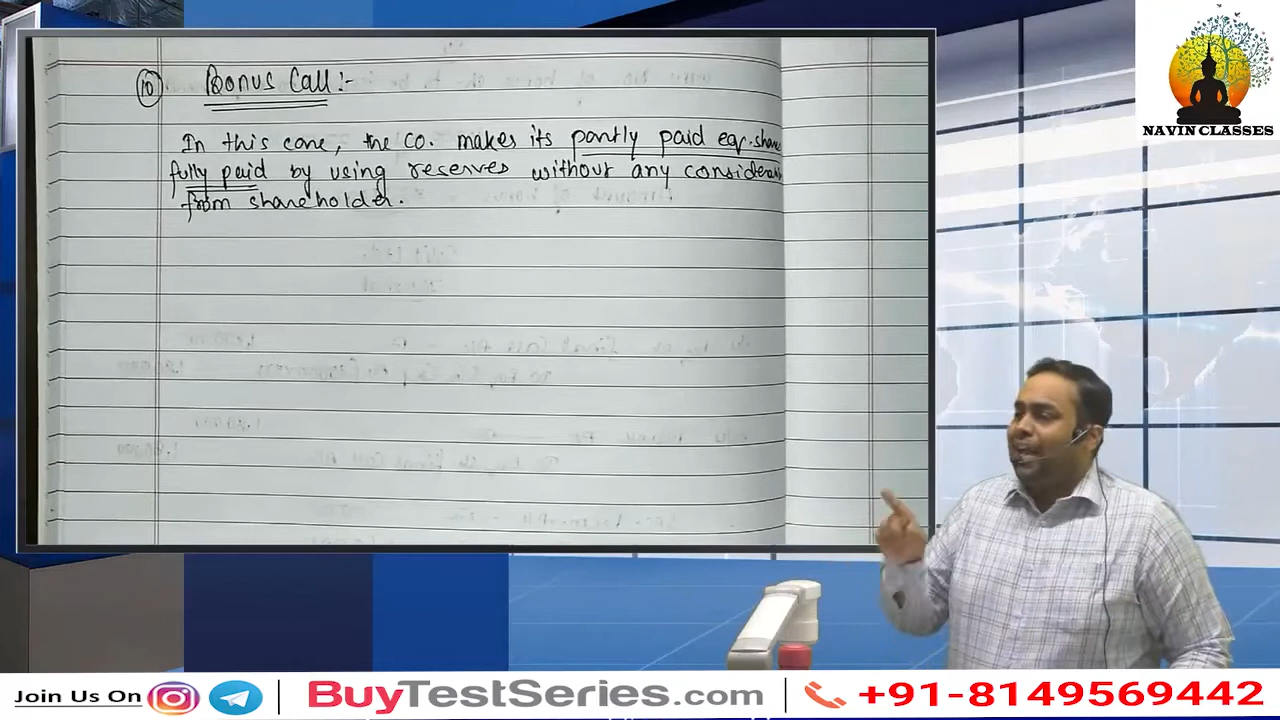 10 Bonus Call :-
In this case, the co. makes its partly paid eq. share
fully paid by using reserves without any considerat
from shareholder.
NAVIN CLASSES
Join Us On
BuyTestSeries.com
+91-8149569442